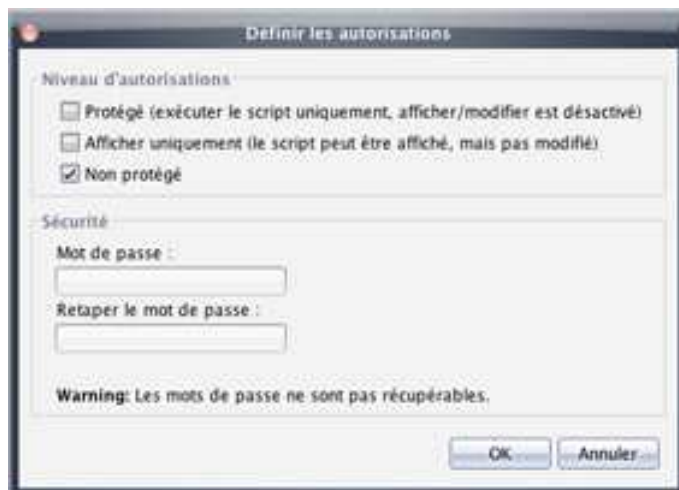 Définir les autorisations
Niveau d'autorisations
Protégé (exécuter le script uniquement, afficher/modifier est désactivé)
Afficher uniquement (le script peut être affiché, mais pas modifié)
Non protégé
Sécurité
Mot de passe :
Retaper le mot de passe :
Warning: Les mots de passe ne sont pas récupérables.
OK Annuler